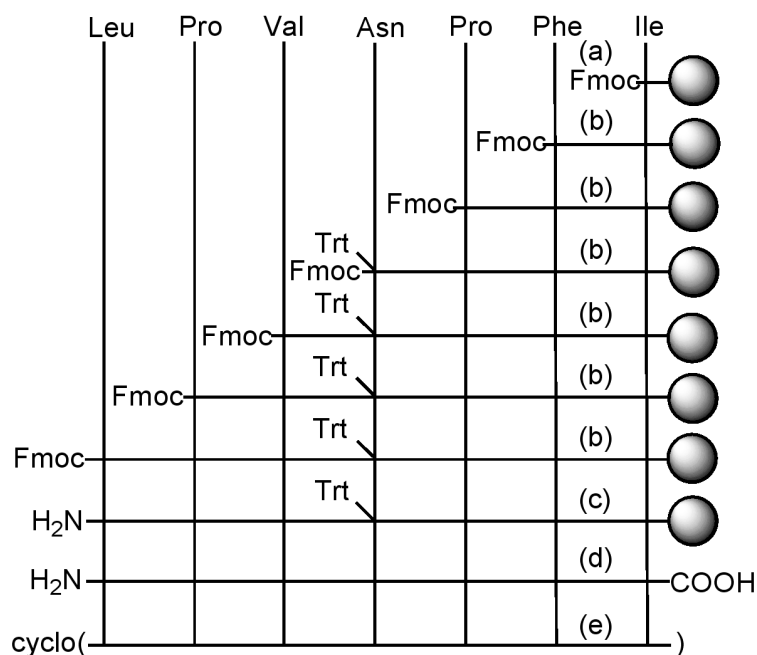 Leu Pro Val Asn Pro Phe Ile
(a)
Fmoc
(b)
Fmoc
(b)
Fmoc
(b)
Trt
Fmoc
(b)
Trt
Fmoc
(b)
Trt
Fmoc
(b)
Trt
Fmoc
(c)
Trt
H₂N
(d)
H₂N COOH
(e)
cyclo( )